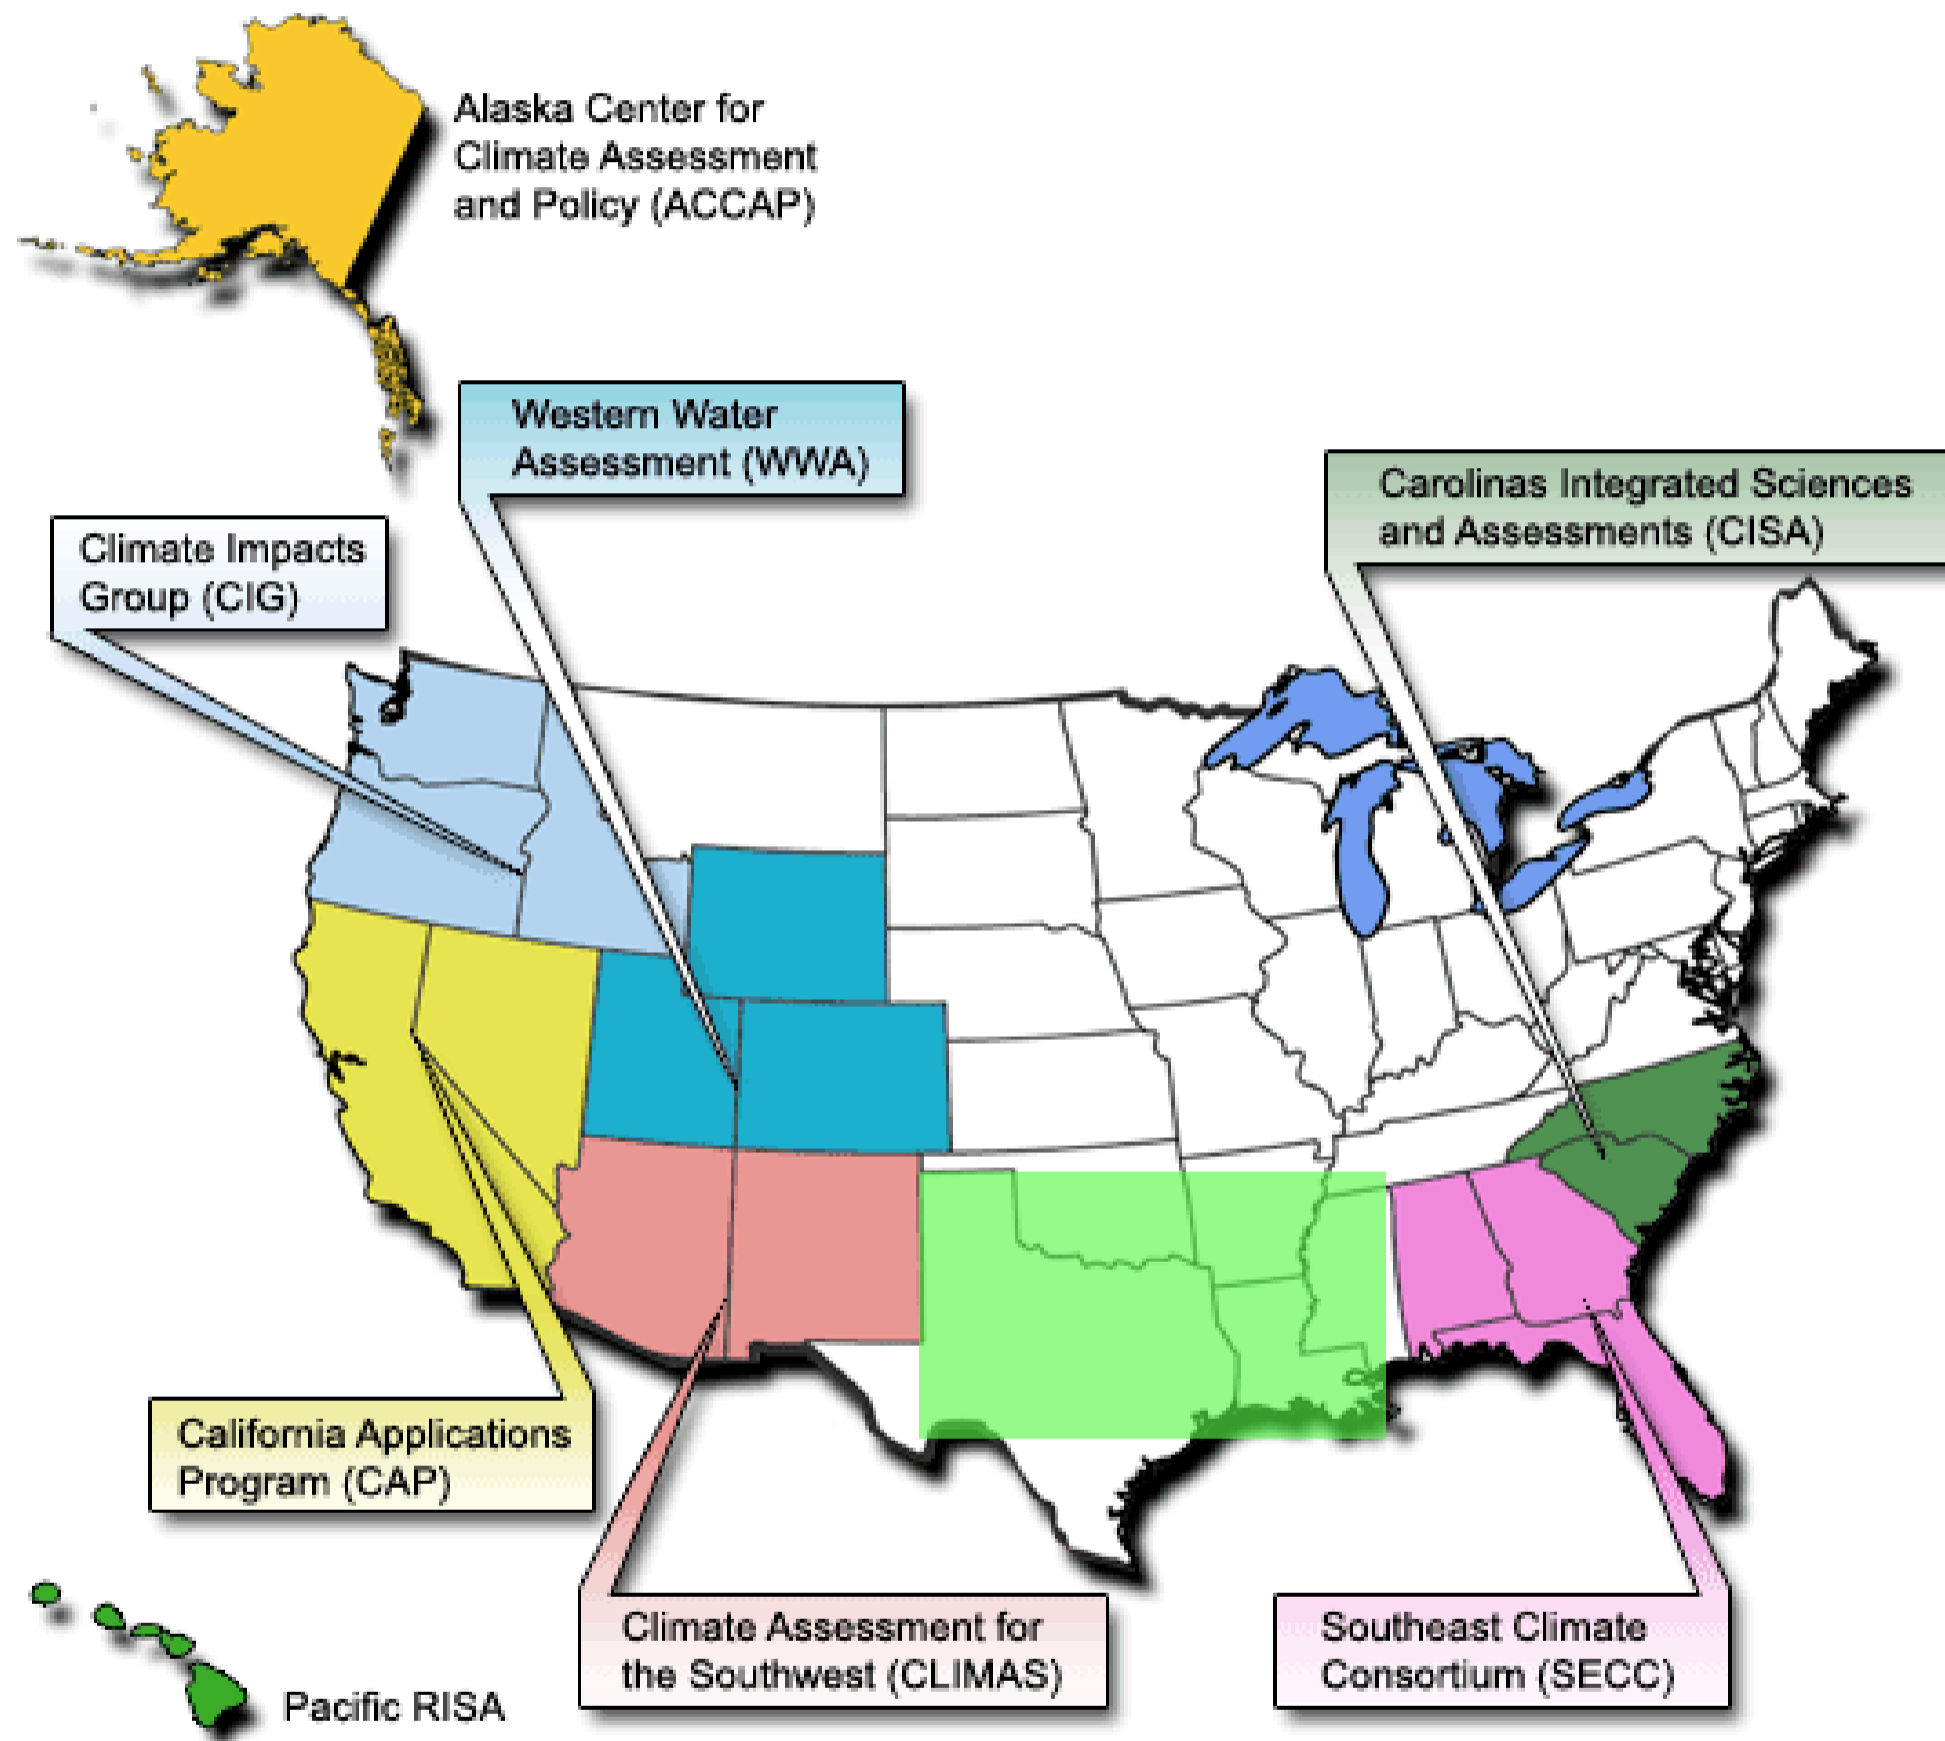 Alaska Center for
Climate Assessment
and Policy (ACCAP)
Western Water
Assessment (WWA)
Carolinas Integrated Sciences
and Assessments (CISA)
Climate Impacts
Group (CIG)
California Applications
Program (CAP)
Climate Assessment for
the Southwest (CLIMAS)
Southeast Climate
Consortium (SECC)
Pacific RISA